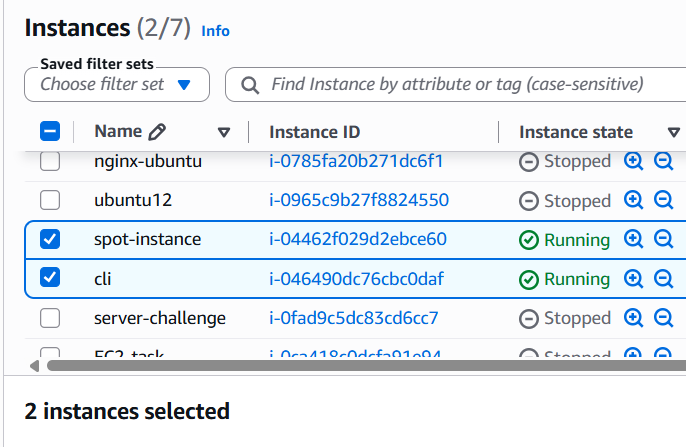 Instances (2/7) Info
Saved filter sets
Choose filter set
Find Instance by attribute or tag (case-sensitive)
Name Instance ID Instance state
nginx-ubuntu i-0785fa20b271dc6f1 Stopped
ubuntu12 i-0965c9b27f8824550 Stopped
spot-instance i-04462f029d2ebce60 Running
cli i-046490dc76cbc0daf Running
server-challenge i-0fad9c5dc83cd6cc7 Stopped
EC2-task i-0ca418c0dcfa91e94 Stopped
2 instances selected